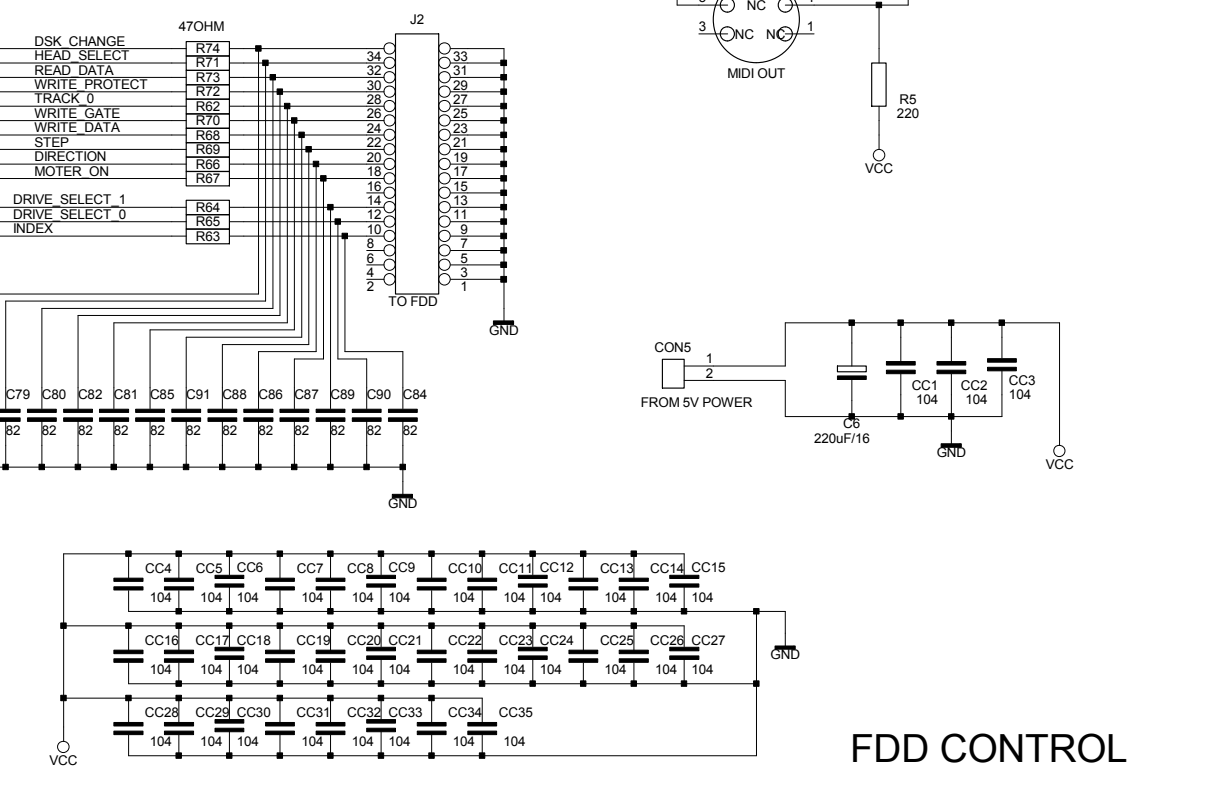 NC
3 NC NC 1
MIDI OUT
R5
220
VCC
47OHM
J2
DSK_CHANGE R74
HEAD_SELECT R71 34 33
READ_DATA R73 32 31
WRITE_PROTECT R72 30 29
TRACK_0 R62 28 27
WRITE_GATE R70 26 25
WRITE_DATA R68 24 23
STEP R69 22 21
DIRECTION R66 20 19
MOTER_ON R67 18 17
16 15
DRIVE_SELECT_1 R64 14 13
DRIVE_SELECT_0 R65 12 11
INDEX R63 10 9
8 7
6 5
4 3
2 1
TO FDD
GND
CON5
1
2
FROM 5V POWER
CC1 CC2 CC3
104 104 104
C6
220uF/16
GND
VCC
C79 C80 C82 C81 C85 C91 C88 C86 C87 C89 C90 C84
82 82 82 82 82 82 82 82 82 82 82 82
GND
CC4 CC5 CC6 CC7 CC8 CC9 CC10 CC11 CC12 CC13 CC14 CC15
104 104 104 104 104 104 104 104 104 104 104 104
CC16 CC17 CC18 CC19 CC20 CC21 CC22 CC23 CC24 CC25 CC26 CC27
104 104 104 104 104 104 104 104 104 104 104 104
GND
CC28 CC29 CC30 CC31 CC32 CC33 CC34 CC35
104 104 104 104 104 104 104 104
VCC
FDD CONTROL